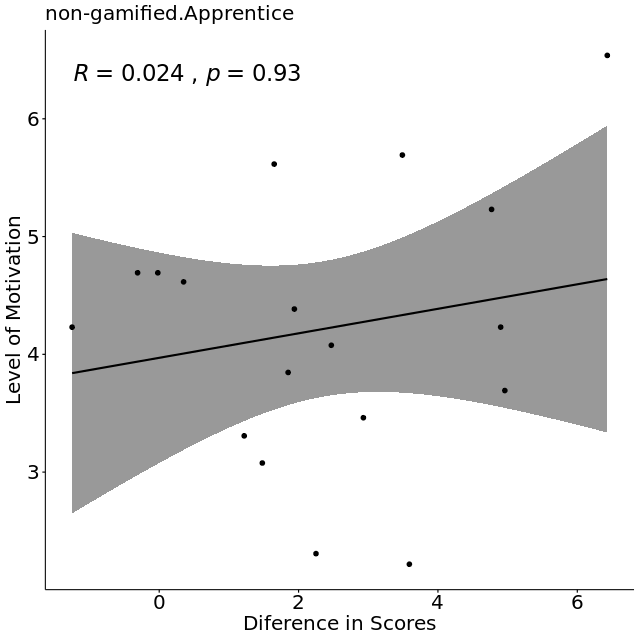 non-gamified.Apprentice
R = 0.024 , p = 0.93
Level of Motivation
6
5
4
3
0 2 4 6
Diference in Scores